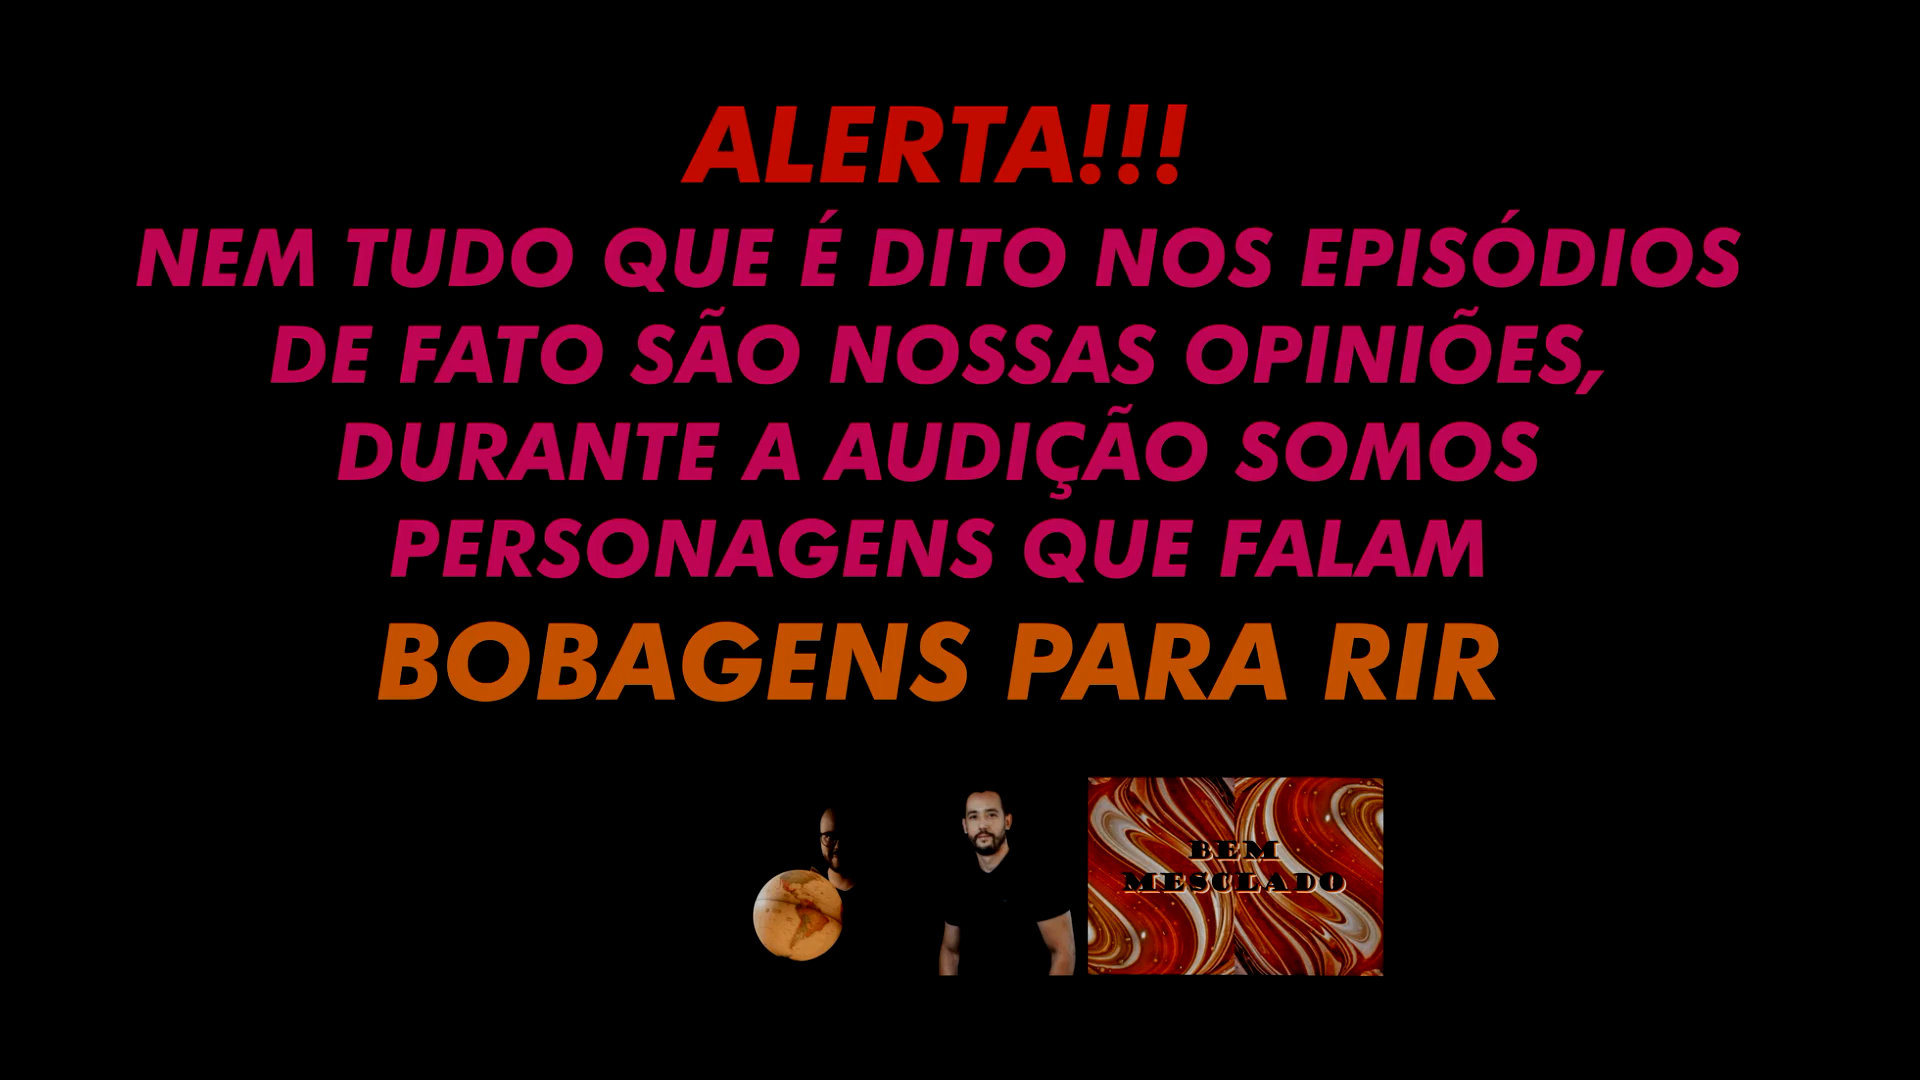 ALERTA!!!
NEM TUDO QUE É DITO NOS EPISÓDIOS
DE FATO SÃO NOSSAS OPINIÕES,
DURANTE A AUDIÇÃO SOMOS
PERSONAGENS QUE FALAM
BOBAGENS PARA RIR
BEM
MESCLADO